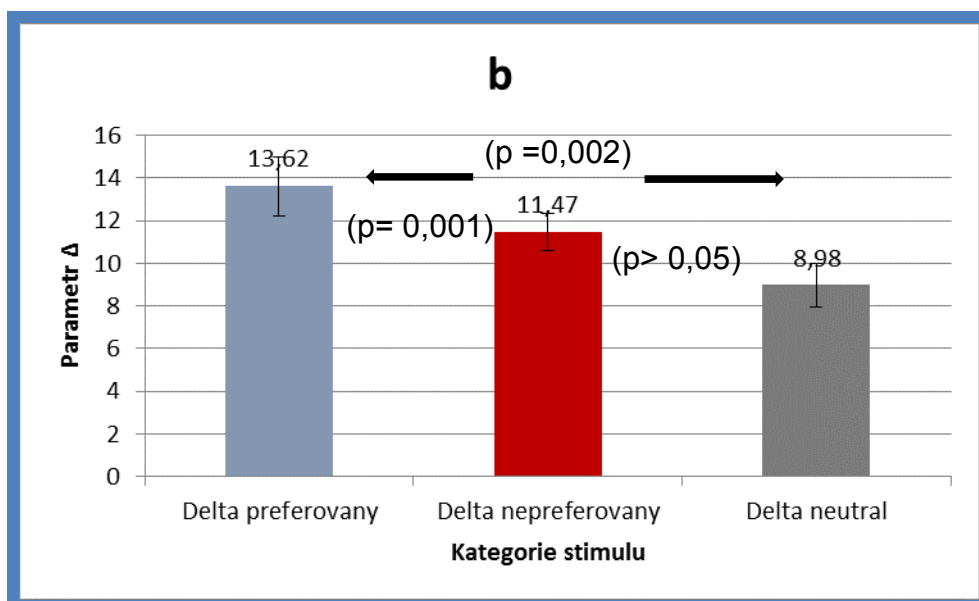 b
16
14
12
10
8
6
4
2
0
Parametr Δ
13,62
(p =0,002)
(p= 0,001)
11,47
(p> 0,05)
8,98
Delta preferovany
Delta nepreferovany
Delta neutral
Kategorie stimulu